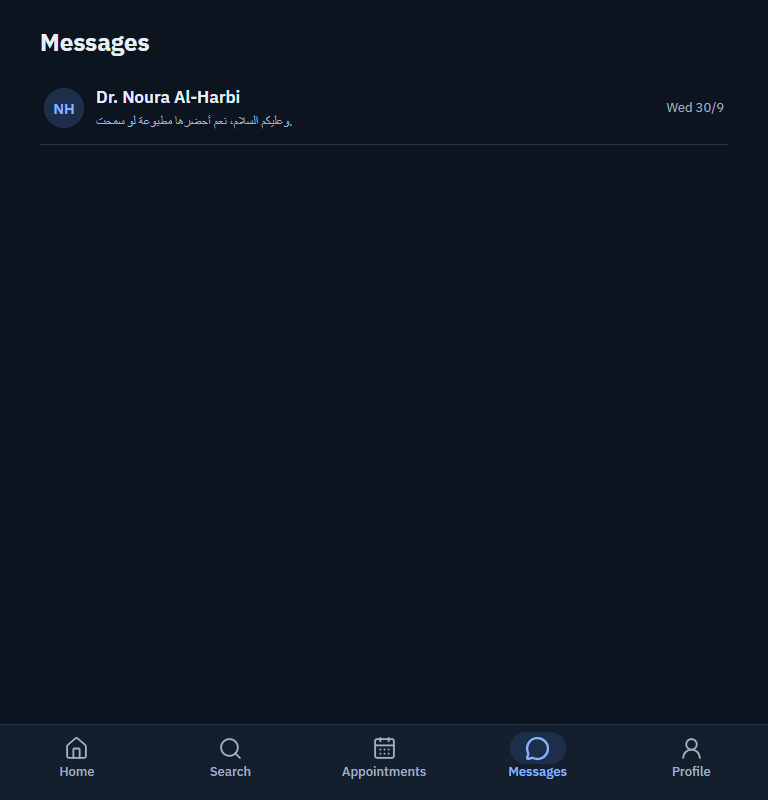 Messages
NH
Dr. Noura Al-Harbi
Wed 30/9
وعليكم السلام، نعم أحضرها مطبوعة لو سمحت.
Home
Search
Appointments
Messages
Profile